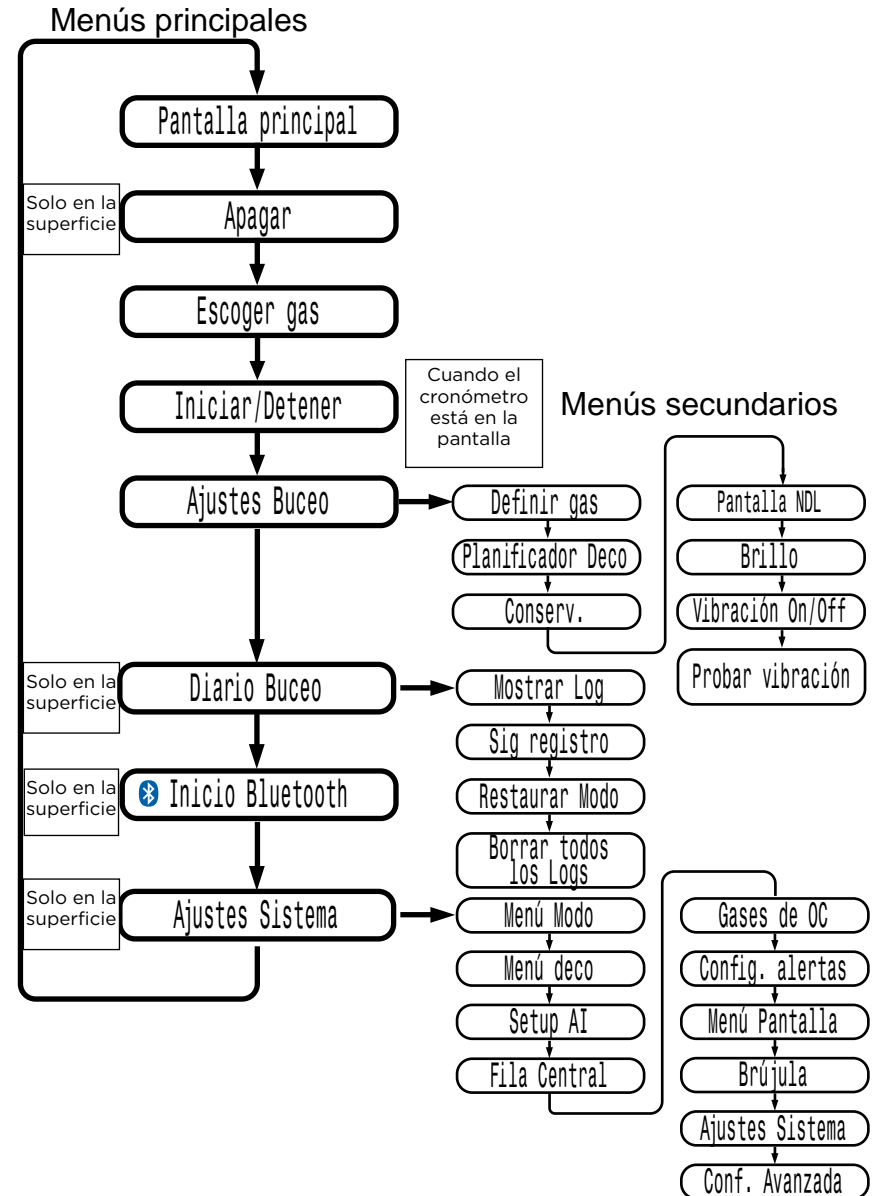 Menús principales
Pantalla principal
Solo en la
superficie
Apagar
Escoger gas
Iniciar/Detener
Cuando el
cronómetro
está en la
pantalla
Menús secundarios
Ajustes Buceo
Definir gas
Planificador Deco
Conserv.
Pantalla NDL
Brillo
Vibración On/Off
Probar vibración
Solo en la
superficie
Diario Buceo
Mostrar Log
Sig registro
Restaurar Modo
Borrar todos
los Logs
Solo en la
superficie
Inicio Bluetooth
Solo en la
superficie
Ajustes Sistema
Menú Modo
Menú deco
Setup AI
Fila Central
Gases de OC
Config. alertas
Menú Pantalla
Brújula
Ajustes Sistema
Conf. Avanzada